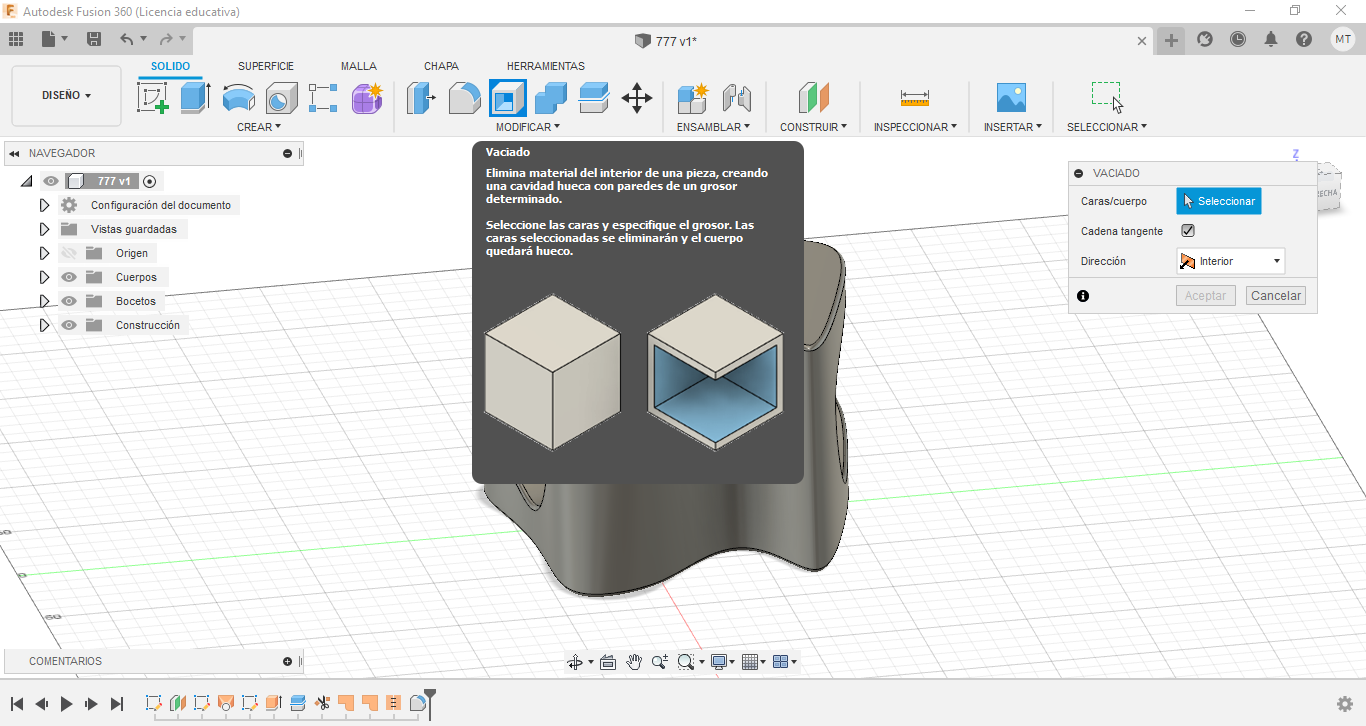 Autodesk Fusion 360 (Licencia educativa)
777 v1*
MT
DISEÑO
SOLIDO
SUPERFICIE
MALLA
CHAPA
HERRAMIENTAS
CREAR
MODIFICAR
ENSAMBLAR
CONSTRUIR
INSPECCIONAR
INSERTAR
SELECCIONAR
NAVEGADOR
777 v1
Configuración del documento
Vistas guardadas
Origen
Cuerpos
Bocetos
Construcción
Vaciado
Elimina material del interior de una pieza, creando
una cavidad hueca con paredes de un grosor
determinado.
Seleccione las caras y especifique el grosor. Las
caras seleccionadas se eliminarán y el cuerpo
quedará hueco.
Z
VACIADO
Caras/cuerpo
Seleccionar
Cadena tangente
Dirección
Interior
Aceptar
Cancelar
COMENTARIOS